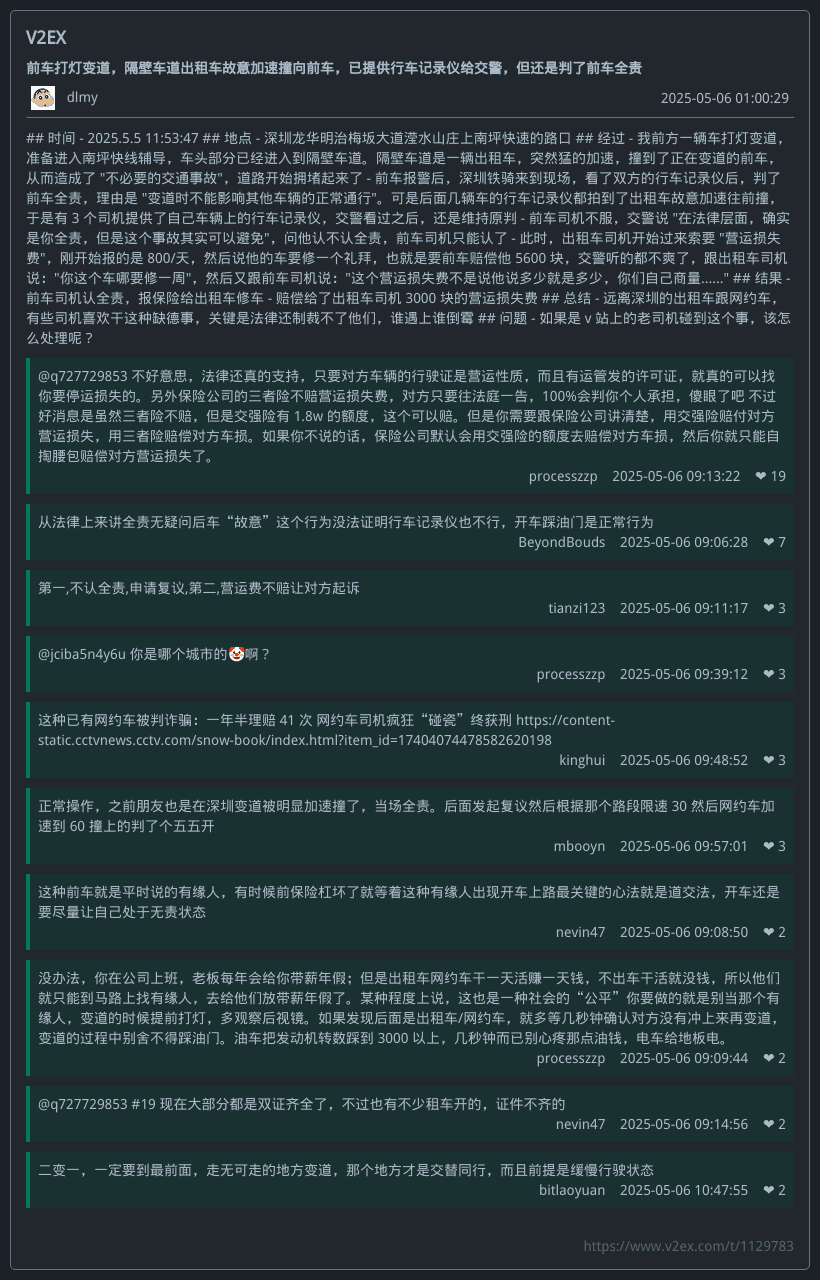 V2EX
前车打灯变道，隔壁车道出租车故意加速撞向前车，已提供行车记录仪给交警，但还是判了前车全责
dlmy 2025-05-06 01:00:29
## 时间 - 2025.5.5 11:53:47 ## 地点 - 深圳龙华明治梅坂大道滢水山庄上南坪快速的路口 ## 经过 - 我前方一辆车打灯变道，
准备进入南坪快线辅导，车头部分已经进入到隔壁车道。隔壁车道是一辆出租车，突然猛的加速，撞到了正在变道的前车，
从而造成了 "不必要的交通事故"，道路开始拥堵起来了 - 前车报警后，深圳铁骑来到现场，看了双方的行车记录仪后，判了
前车全责，理由是 "变道时不能影响其他车辆的正常通行"。可是后面几辆车的行车记录仪都拍到了出租车故意加速往前撞，
于是有 3 个司机提供了自己车辆上的行车记录仪，交警看过之后，还是维持原判 - 前车司机不服，交警说 "在法律层面，确实
是你全责，但是这个事故其实可以避免"，问他认不认全责，前车司机只能认了 - 此时，出租车司机开始过来索要 "营运损失
费"，刚开始报的是 800/天，然后说他的车要修一个礼拜，也就是要前车赔偿他 5600 块，交警听的都不爽了，跟出租车司机
说："你这个车哪要修一周"，然后又跟前车司机说："这个营运损失费不是说他说多少就是多少，你们自己商量......" ## 结果 -
前车司机认全责，报保险给出租车修车 - 赔偿给了出租车司机 3000 块的营运损失费 ## 总结 - 远离深圳的出租车跟网约车，
有些司机喜欢干这种缺德事，关键是法律还制裁不了他们，谁遇上谁倒霉 ## 问题 - 如果是 v 站上的老司机碰到这个事，该怎
么处理呢？
@q727729853 不好意思，法律还真的支持，只要对方车辆的行驶证是营运性质，而且有运管发的许可证，就真的可以找
你要停运损失的。另外保险公司的三者险不赔营运损失费，对方只要往法庭一告，100%会判你个人承担，傻眼了吧 不过
好消息是虽然三者险不赔，但是交强险有 1.8w 的额度，这个可以赔。但是你需要跟保险公司讲清楚，用交强险赔付对方
营运损失，用三者险赔偿对方车损。如果你不说的话，保险公司默认会用交强险的额度去赔偿对方车损，然后你就只能自
掏腰包赔偿对方营运损失了。
processzzp 2025-05-06 09:13:22 ❤ 19
从法律上来讲全责无疑问后车“故意”这个行为没法证明行车记录仪也不行，开车踩油门是正常行为
BeyondBouds 2025-05-06 09:06:28 ❤ 7
第一,不认全责,申请复议,第二,营运费不赔让对方起诉
tianzi123 2025-05-06 09:11:17 ❤ 3
@jciba5n4y6u 你是哪个城市的🤡啊？
processzzp 2025-05-06 09:39:12 ❤ 3
这种已有网约车被判诈骗：一年半理赔 41 次 网约车司机疯狂“碰瓷”终获刑 https://content-
static.cctvnews.cctv.com/snow-book/index.html?item_id=17404074478582620198
kinghui 2025-05-06 09:48:52 ❤ 3
正常操作，之前朋友也是在深圳变道被明显加速撞了，当场全责。后面发起复议然后根据那个路段限速 30 然后网约车加
速到 60 撞上的判了个五五开
mbooyn 2025-05-06 09:57:01 ❤ 3
这种前车就是平时说的有缘人，有时候前保险杠坏了就等着这种有缘人出现开车上路最关键的心法就是道交法，开车还是
要尽量让自己处于无责状态
nevin47 2025-05-06 09:08:50 ❤ 2
没办法，你在公司上班，老板每年会给你带薪年假；但是出租车网约车干一天活赚一天钱，不出车干活就没钱，所以他们
就只能到马路上找有缘人，去给他们放带薪年假了。某种程度上说，这也是一种社会的“公平”你要做的就是别当那个有
缘人，变道的时候提前打灯，多观察后视镜。如果发现后面是出租车/网约车，就多等几秒钟确认对方没有冲上来再变道，
变道的过程中别舍不得踩油门。油车把发动机转数踩到 3000 以上，几秒钟而已别心疼那点油钱，电车给地板电。
processzzp 2025-05-06 09:09:44 ❤ 2
@q727729853 #19 现在大部分都是双证齐全了，不过也有不少租车开的，证件不齐的
nevin47 2025-05-06 09:14:56 ❤ 2
二变一，一定要到最前面，走无可走的地方变道，那个地方才是交替同行，而且前提是缓慢行驶状态
bitlaoyuan 2025-05-06 10:47:55 ❤ 2
https://www.v2ex.com/t/1129783